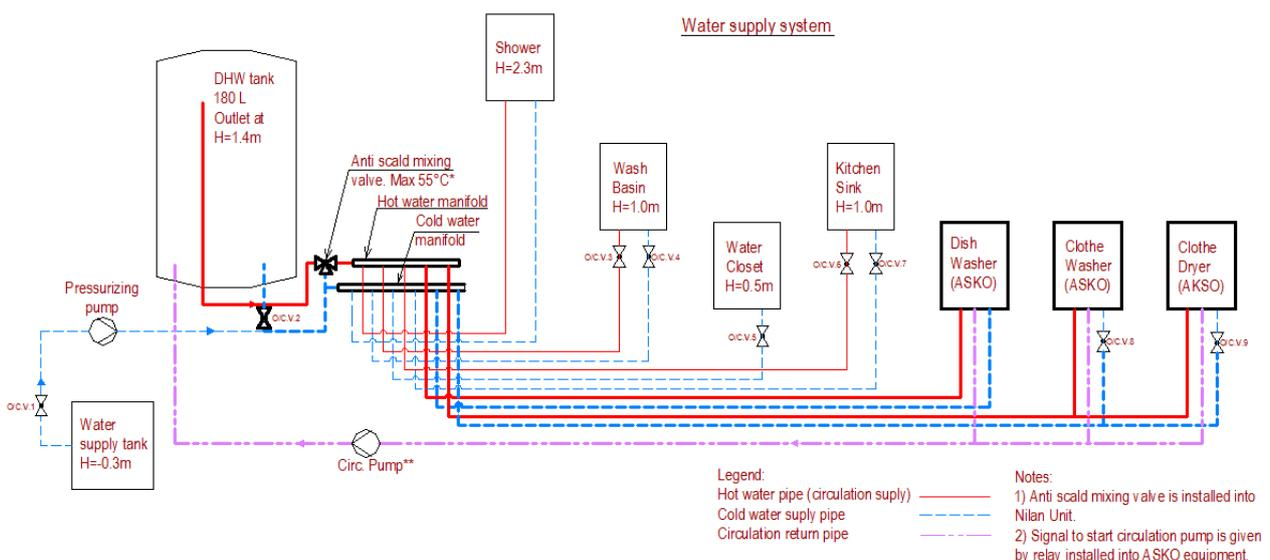 Water supply system
Shower
H=2.3m
DHW tank
180 L
Outlet at
H=1.4m
Anti scald mixing
valve. Max 55°C*
Hot water manifold
Cold water
manifold
Wash
Basin
H=1.0m
Kitchen
Sink
H=1.0m
Water
Closet
H=0.5m
Dish
Washer
(ASKO)
Clothe
Washer
(ASKO)
Clothe
Dryer
(AKSO)
O/C.V.3
O/C.V.4
O/C.V.6
O/C.V.7
Pressurizing
pump
O/C.V.2
O/C.V.5
O/C.V.8
O/C.V.9
O/C.V.1
Water
supply tank
H=-0.3m
Circ. Pump**
Legend:
Hot water pipe (circulation suply)
Cold water suply pipe
Circulation return pipe
Notes:
1) Anti scald mixing valve is installed into
Nilan Unit.
2) Signal to start circulation pump is given
by relay installed into ASKO equipment.